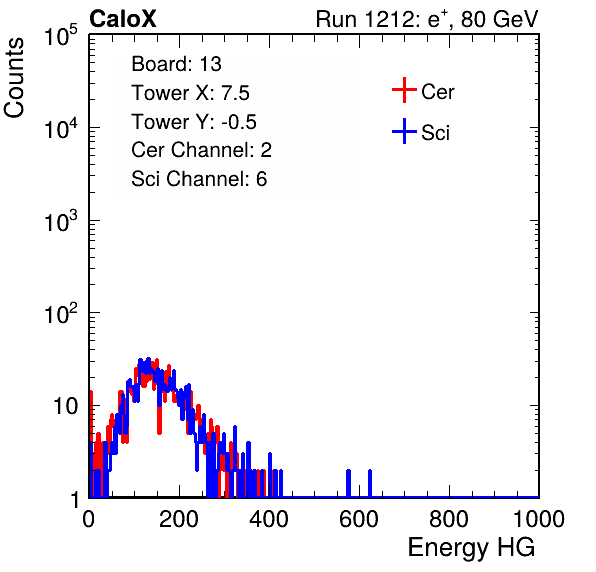 CaloX Run 1212: e⁺, 80 GeV
Counts
Board: 13
Tower X: 7.5
Tower Y: -0.5
Cer Channel: 2
Sci Channel: 6
Cer
Sci
10⁵
10⁴
10³
10²
10
1
0 200 400 600 800 1000
Energy HG